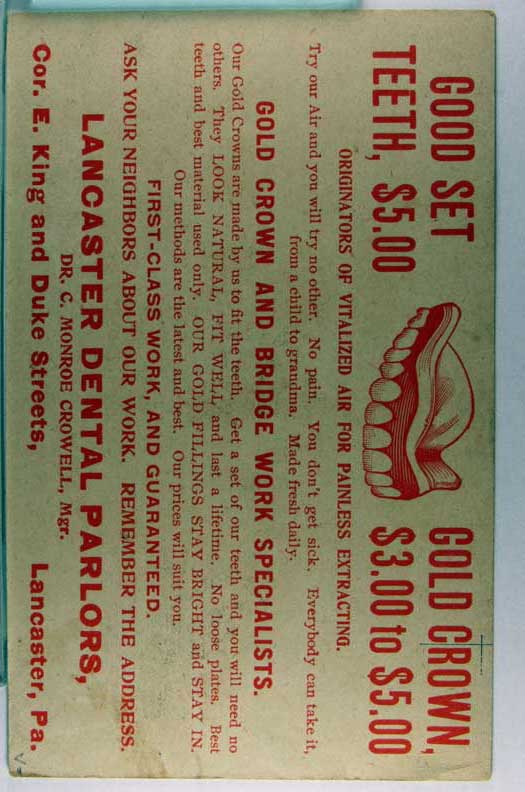 GOOD SET
TEETH, $5.00
GOLD CROWN,
$3.00 to $5.00
ORIGINATORS OF VITALIZED AIR FOR PAINLESS EXTRACTING.
Try our Air and you will try no other. No pain. You don't get sick. Everybody can take it,
from a child to grandma. Made fresh daily.
GOLD CROWN AND BRIDGE WORK SPECIALISTS.
Our Gold Crowns are made by us to fit the teeth. Get a set of our teeth and you will need no
others. They LOOK NATURAL, FIT WELL and last a lifetime. No loose plates. Best
teeth and best material used only. OUR GOLD FILLINGS STAY BRIGHT and STAY IN.
Our methods are the latest and best. Our prices will suit you.
FIRST-CLASS WORK, AND GUARANTEED.
ASK YOUR NEIGHBORS ABOUT OUR WORK. REMEMBER THE ADDRESS.
LANCASTER DENTAL PARLORS,
DR. C. MONROE CROWELL, Mgr.
Cor. E. King and Duke Streets, Lancaster, Pa.